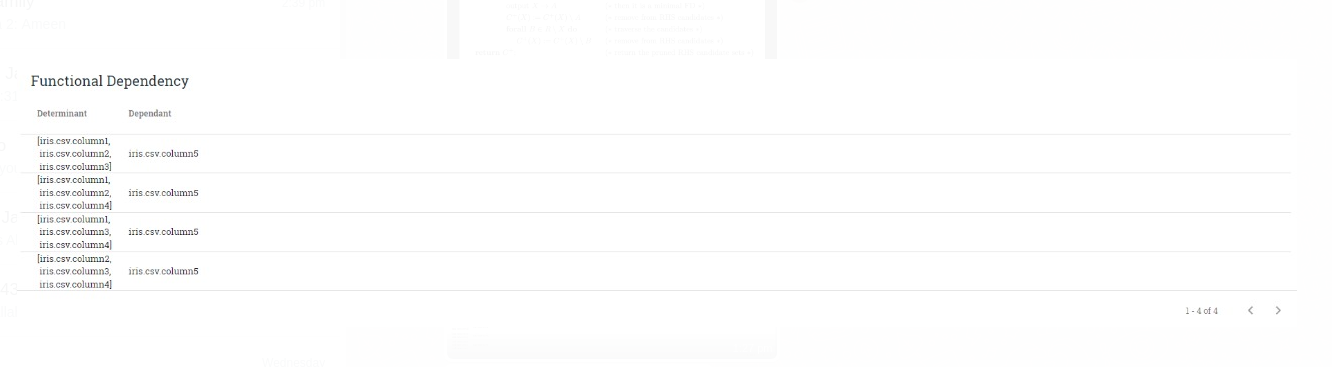 Functional Dependency
Determinant Dependant
[iris.csv.column1,
iris.csv.column2, iris.csv.column5
iris.csv.column3]
[iris.csv.column1,
iris.csv.column2, iris.csv.column5
iris.csv.column4]
[iris.csv.column1,
iris.csv.column3, iris.csv.column5
iris.csv.column4]
[iris.csv.column2,
iris.csv.column3, iris.csv.column5
iris.csv.column4]
1 - 4 of 4